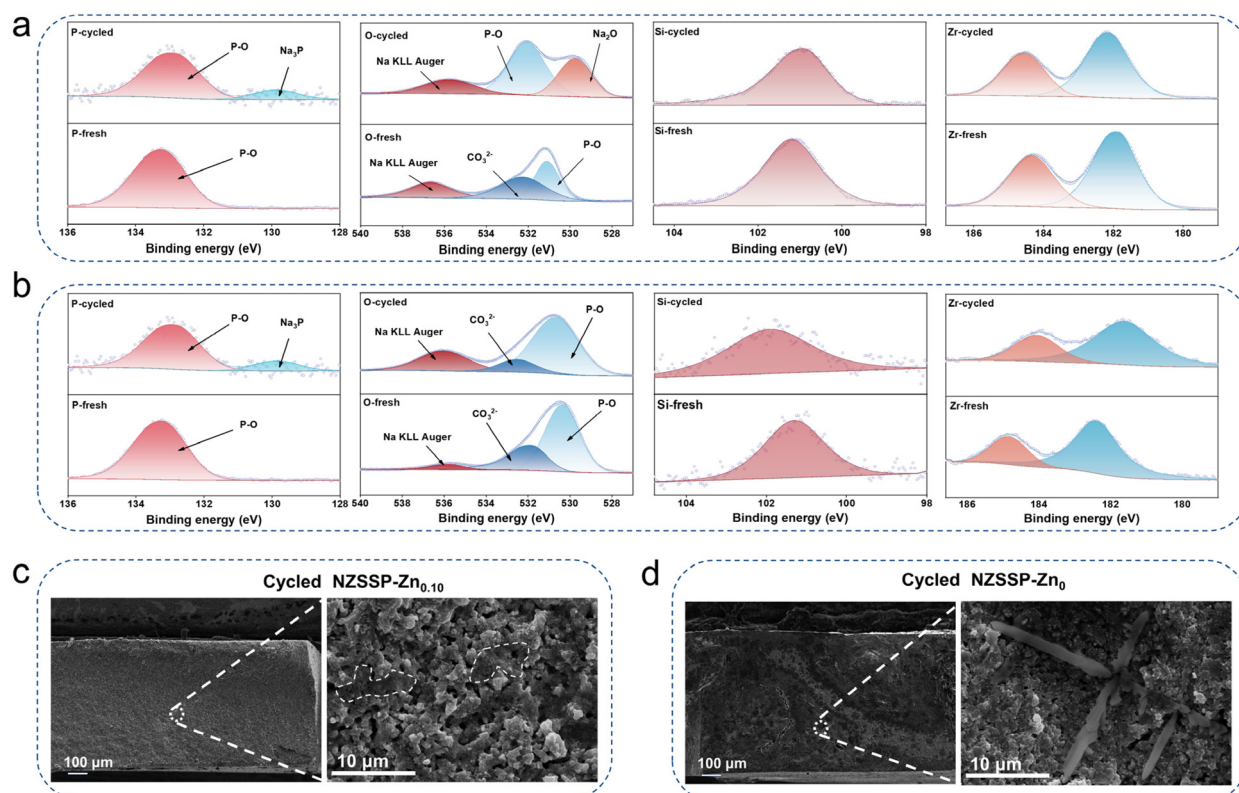 a
P-cycled
P-O
Na₃P
P-fresh
P-O
136 134 132 130 128
Binding energy (eV)
O-cycled
P-O
Na₂O
Na KLL Auger
O-fresh
P-O
Na KLL Auger
CO₃²⁻
540 538 536 534 532 530 528
Binding energy (eV)
Si-cycled
Si-fresh
104 102 100 98
Binding energy (eV)
Zr-cycled
Zr-fresh
186 184 182 180
Binding energy (eV)
b
P-cycled
P-O
Na₃P
P-fresh
P-O
136 134 132 130 128
Binding energy (eV)
O-cycled
P-O
CO₃²⁻
Na KLL Auger
O-fresh
P-O
CO₃²⁻
Na KLL Auger
540 538 536 534 532 530 528
Binding energy (eV)
Si-cycled
Si-fresh
104 102 100 98
Binding energy (eV)
Zr-cycled
Zr-fresh
186 184 182 180
Binding energy (eV)
c
Cycled NZSSP-Zn₀.₁₀
100 μm
10 μm
d
Cycled NZSSP-Zn₀
100 μm
10 μm